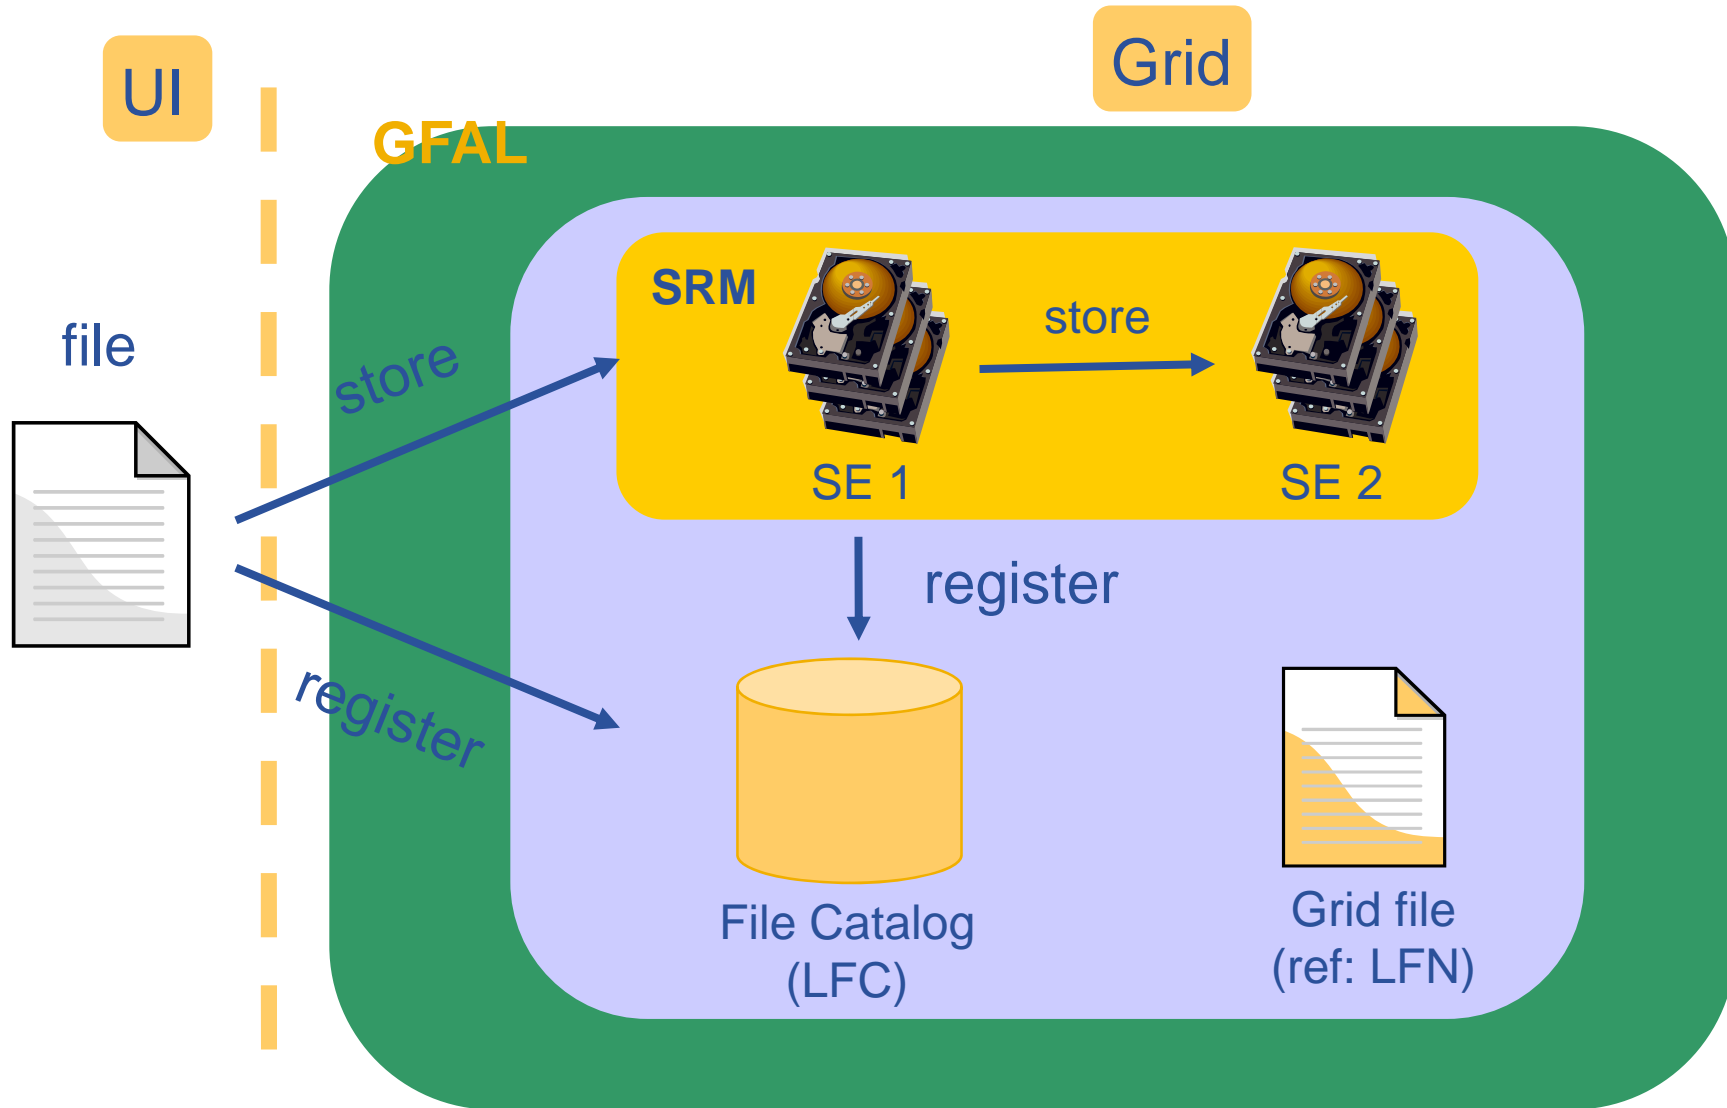 UI
Grid
GFAL
SRM
store
file
store
SE 1
SE 2
register
register
File Catalog
(LFC)
Grid file
(ref: LFN)